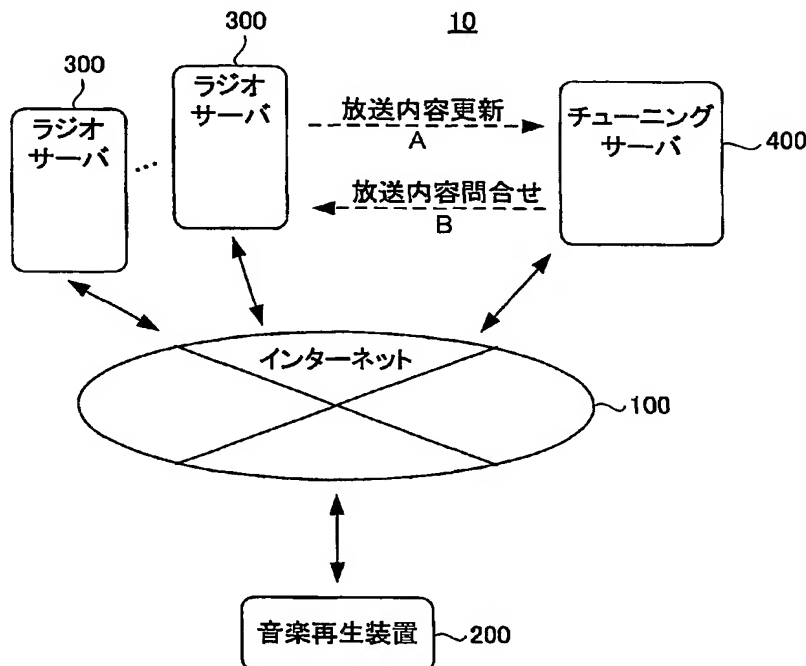 10
300
300
ラジオ
サーバ
...
ラジオ
サーバ
放送内容更新
A
放送内容問合せ
B
チューニング
サーバ
400
インターネット
100
音楽再生装置
200